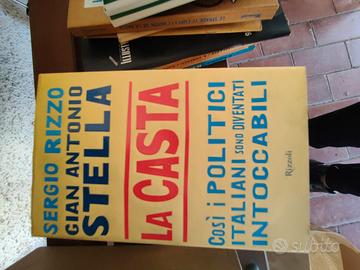 SERGIO RIZZO
GIAN ANTONIO
STELLA
LA CASTA
COSì i POLITICI
ITALIANI SONO DIVENTATI
INTOCCABILI
Rizzoli
subito